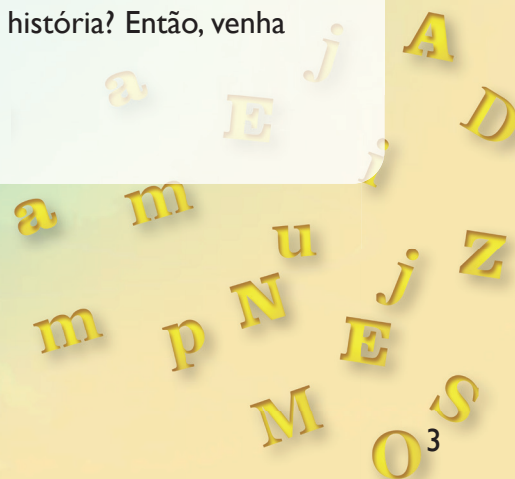 história? Então, venha
j A
a E D
j
a m
u Z
j
m p N E
M S
O 3